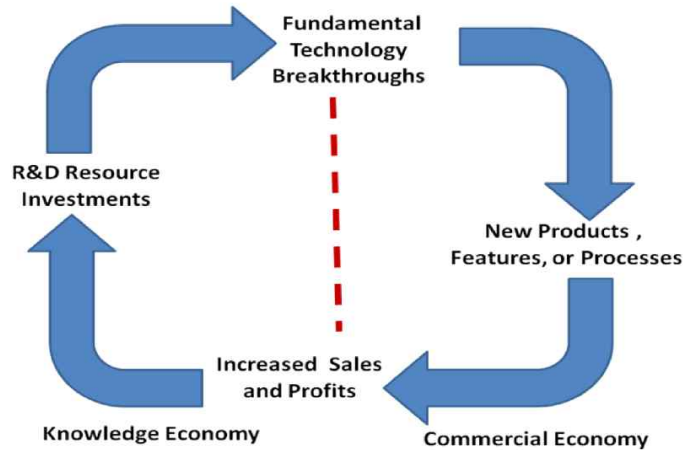 Fundamental
Technology
Breakthroughs
R&D Resource
Investments
New Products ,
Features, or Processes
Increased Sales
and Profits
Knowledge Economy
Commercial Economy